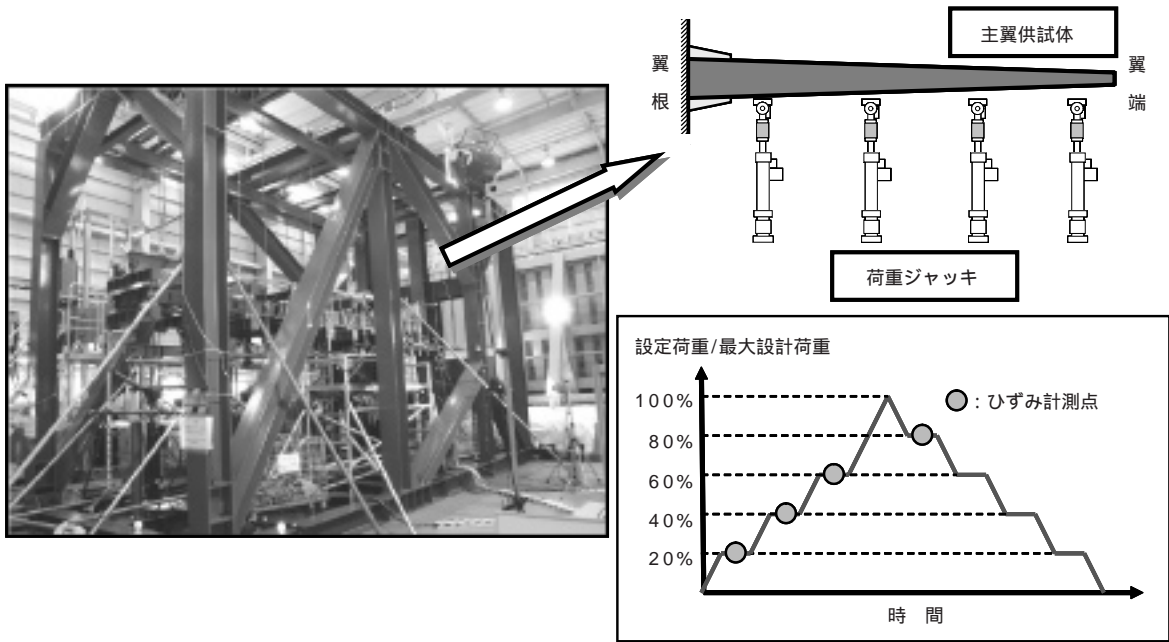 主翼供試体
翼根
翼端
荷重ジャッキ
設定荷重/最大設計荷重
100%
80%
60%
40%
20%
：ひずみ計測点
時 間